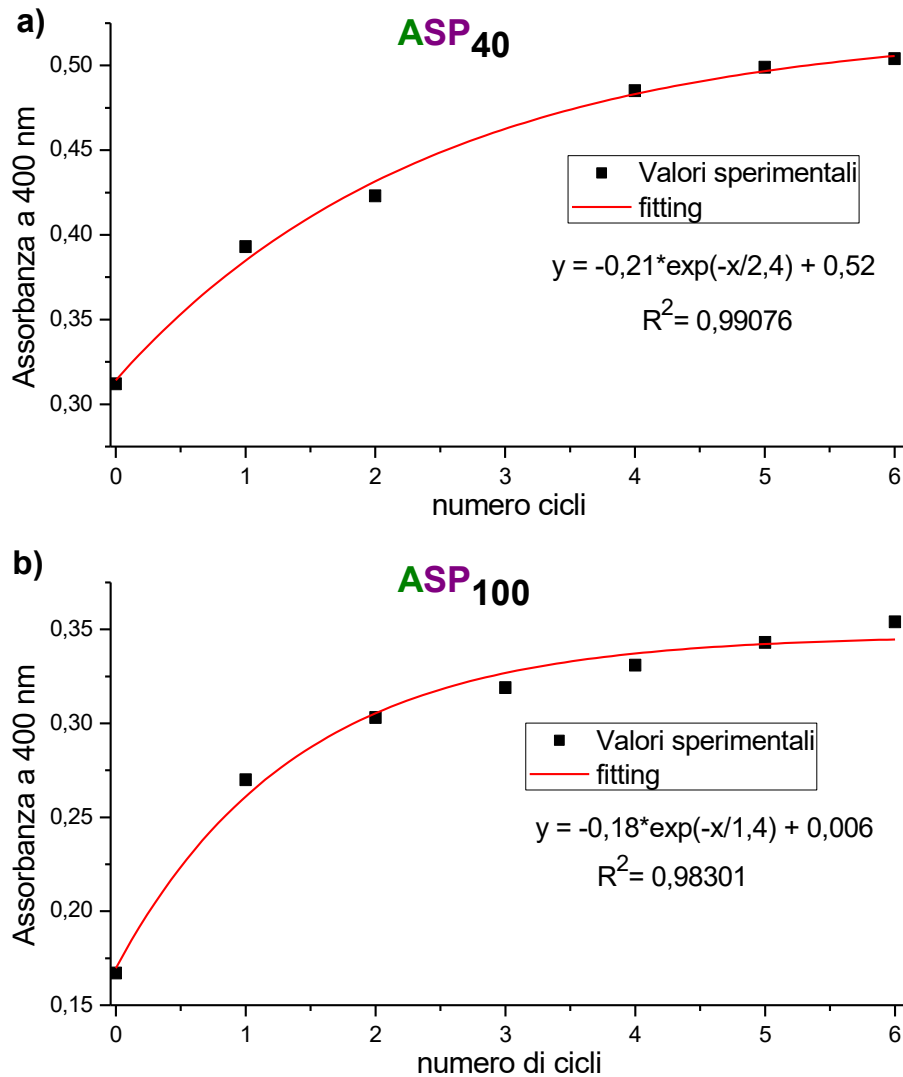 a)
ASP40
Assorbanza a 400 nm
0,50
0,45
0,40
0,35
0,30
Valori sperimentali
fitting
y = -0,21*exp(-x/2,4) + 0,52
R2= 0,99076
0 1 2 3 4 5 6
numero cicli
b)
ASP100
Assorbanza a 400 nm
0,35
0,30
0,25
0,20
0,15
Valori sperimentali
fitting
y = -0,18*exp(-x/1,4) + 0,006
R2= 0,98301
0 1 2 3 4 5 6
numero di cicli